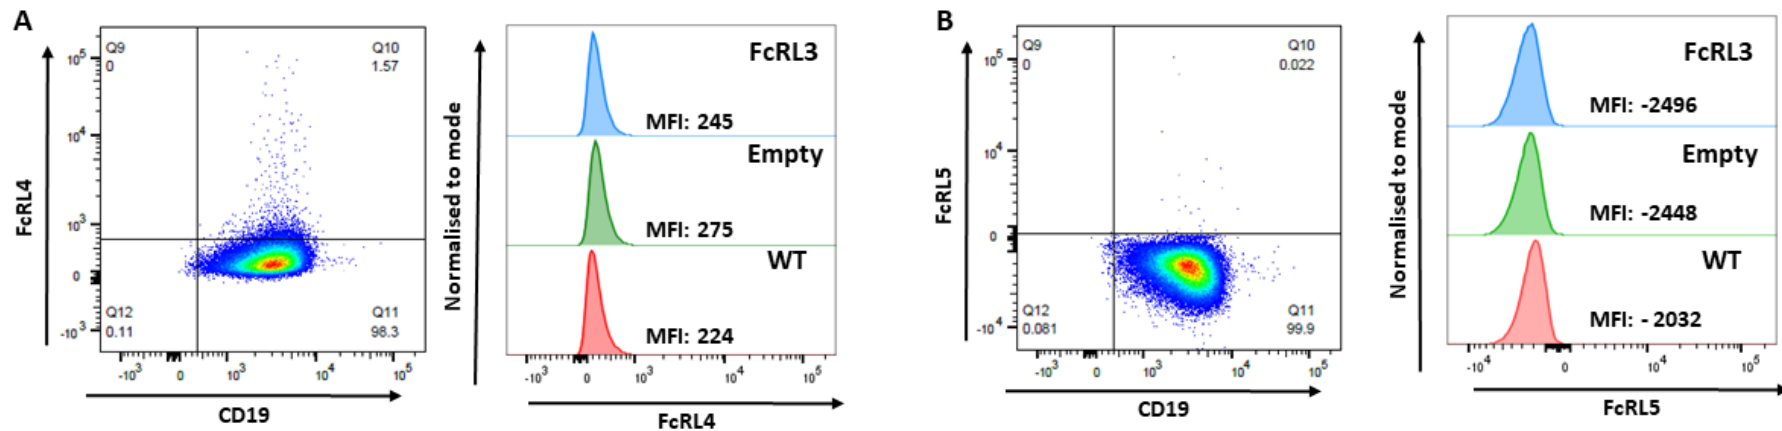 A
FcRL4
10^5
10^4
10^3
0
-10^3
Q9
0
Q10
1.57
Q12
0.11
Q11
98.3
-10^3 0 10^3 10^4 10^5
CD19
Normalised to mode
FcRL3
MFI: 245
Empty
MFI: 275
WT
MFI: 224
-10^3 0 10^3 10^4 10^5
FcRL4
B
FcRL5
10^5
10^4
0
-10^4
Q9
0
Q10
0.022
Q12
0.081
Q11
99.9
-10^3 0 10^3 10^4 10^5
CD19
Normalised to mode
FcRL3
MFI: -2496
Empty
MFI: -2448
WT
MFI: - 2032
-10^4 0 10^4 10^5
FcRL5